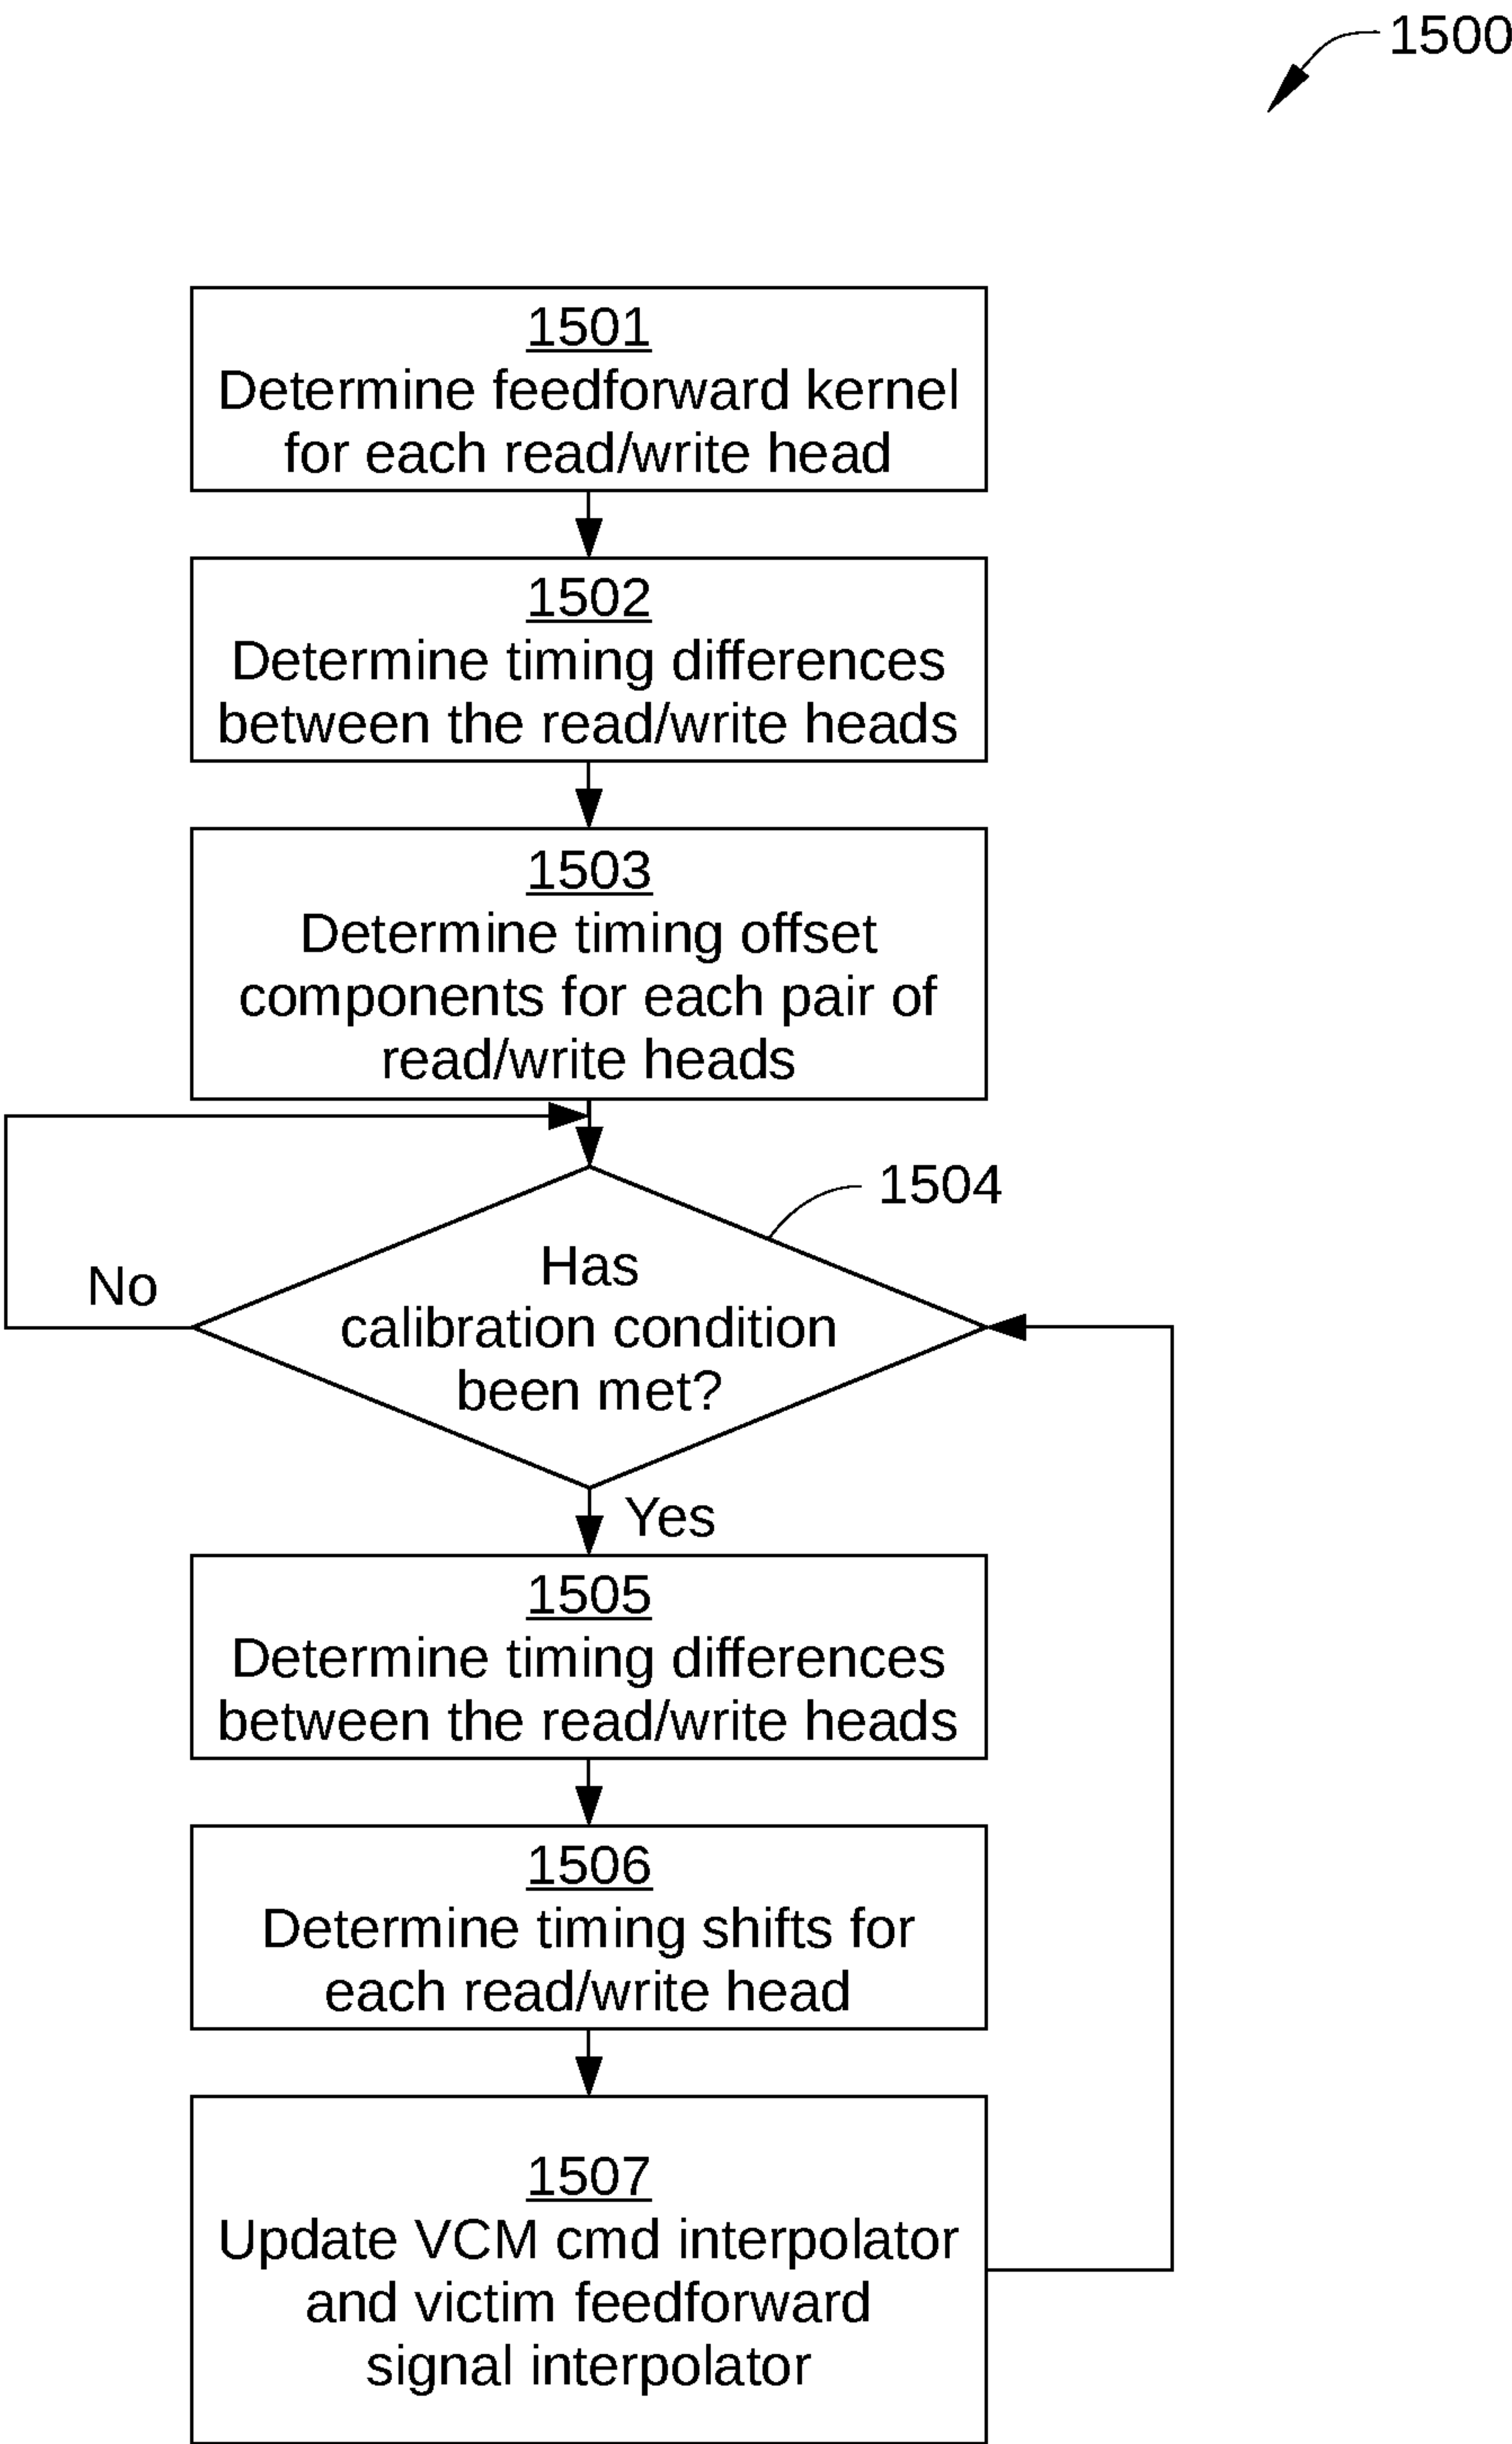 1500
1501
Determine feedforward kernel
for each read/write head
1502
Determine timing differences
between the read/write heads
1503
Determine timing offset
components for each pair of
read/write heads
1504
Has
calibration condition
been met?
No
Yes
1505
Determine timing differences
between the read/write heads
1506
Determine timing shifts for
each read/write head
1507
Update VCM cmd interpolator
and victim feedforward
signal interpolator